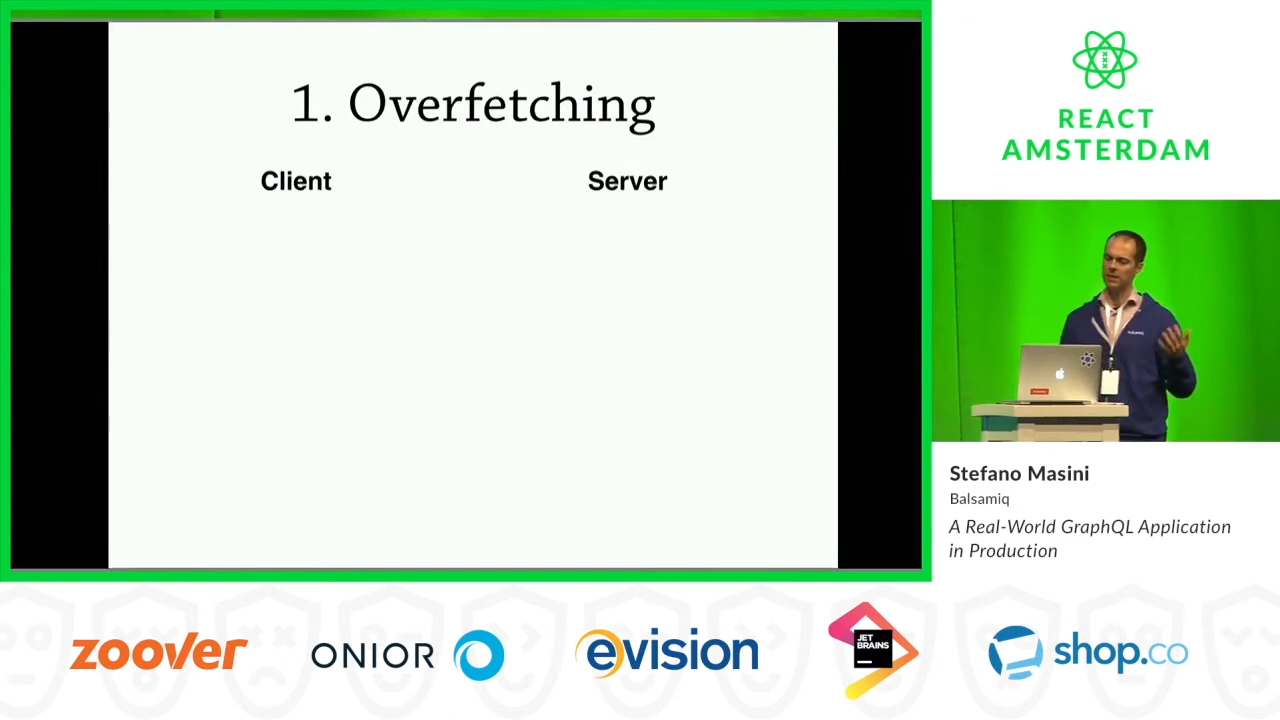 1. Overfetching
Client
Server
REACT
AMSTERDAM
Stefano Masini
Balsamiq
A Real-World GraphQL Application
in Production
zoover
ONIOR
evision
JET
BRAINS
shop.co